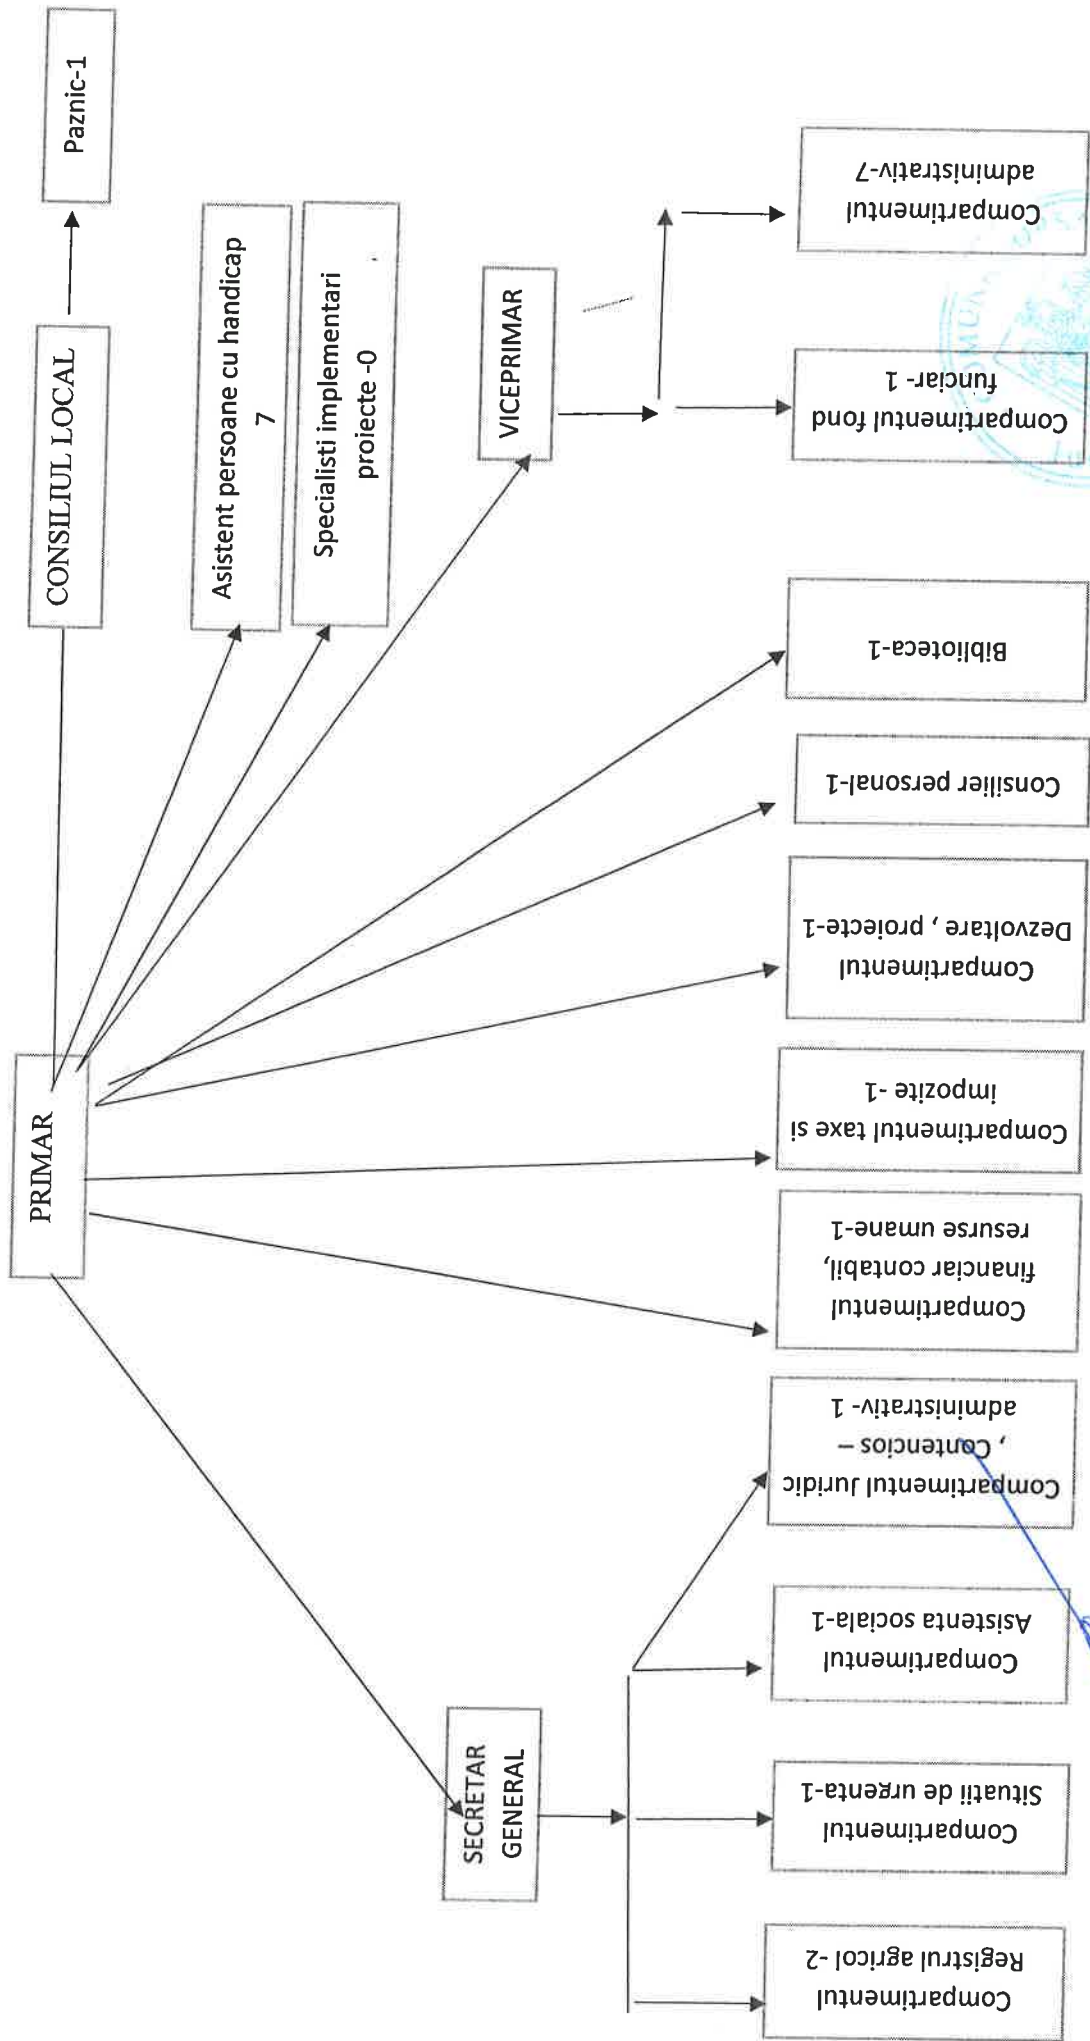 PRIMAR
CONSILIUL LOCAL
Paznic-1
Asistent persoane cu handicap
7
Specialisti implementari
proiecte -0
SECRETAR
GENERAL
VICEPRIMAR
Compartimentul
Registrul agricol -2
Compartimentul
Situatii de urgenta-1
Compartimentul
Asistenta sociala-1
Compartimentul Juridic
, Contencios –
administrativ- 1
Compartimentul
financiar contabil,
resurse umane-1
Compartimentul taxe si
impozite -1
Compartimentul
Dezvoltare , proiecte-1
Consilier personal-1
Biblioteca-1
Compartimentul fond
funciar- 1
Compartimentul
administrativ-7